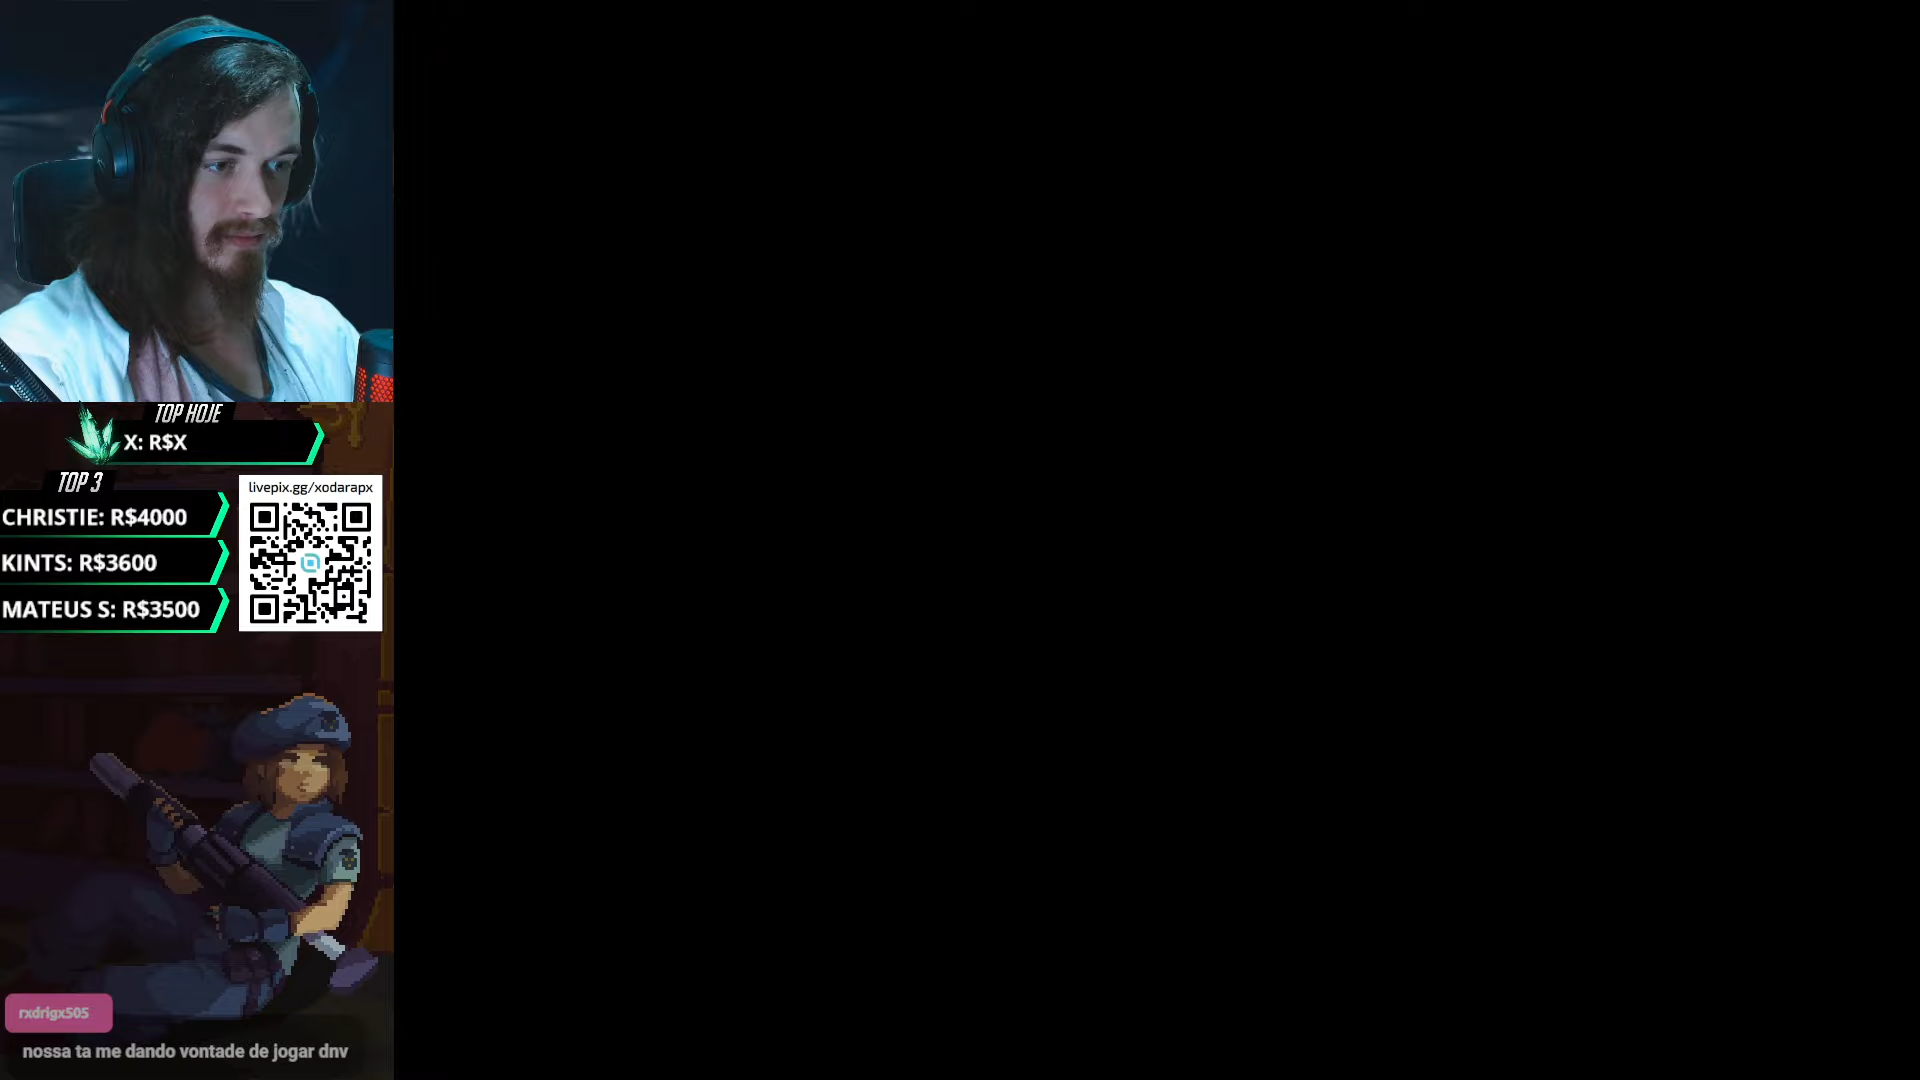 TOP HOJE
X: R$X
TOP 3
CHRISTIE: R$4000
KINTS: R$3600
MATEUS S: R$3500
livepix.gg/xodarapx
rxdrigx505
nossa ta me dando vontade de jogar dnv